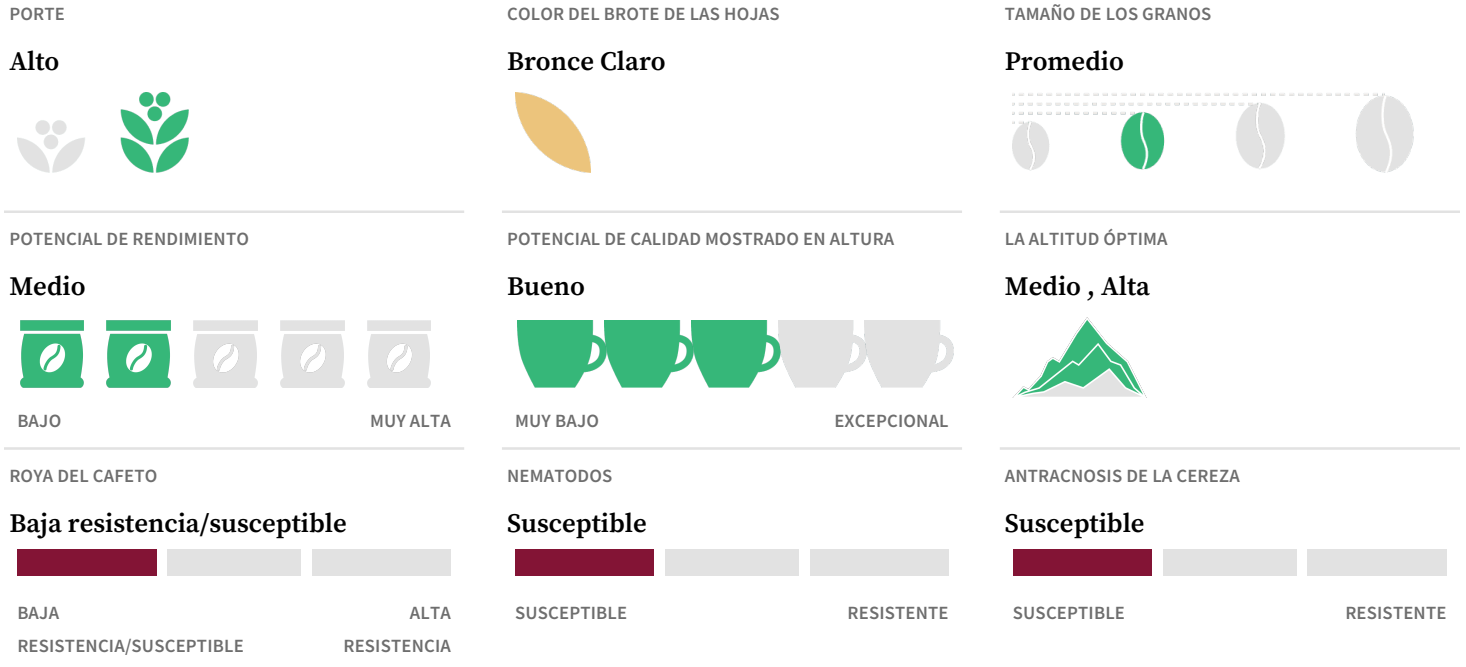 PORTE
Alto
COLOR DEL BROTE DE LAS HOJAS
Bronce Claro
TAMAÑO DE LOS GRANOS
Promedio
POTENCIAL DE RENDIMIENTO
Medio
BAJO
MUY ALTA
POTENCIAL DE CALIDAD MOSTRADO EN ALTURA
Bueno
MUY BAJO
EXCEPCIONAL
LA ALTITUD ÓPTIMA
Medio , Alta
ROYA DEL CAFETO
Baja resistencia/susceptible
BAJA
RESISTENCIA/SUSCEPTIBLE
ALTA
RESISTENCIA
NEMATODOS
Susceptible
SUSCEPTIBLE
RESISTENTE
ANTRACNOSIS DE LA CEREZA
Susceptible
SUSCEPTIBLE
RESISTENTE